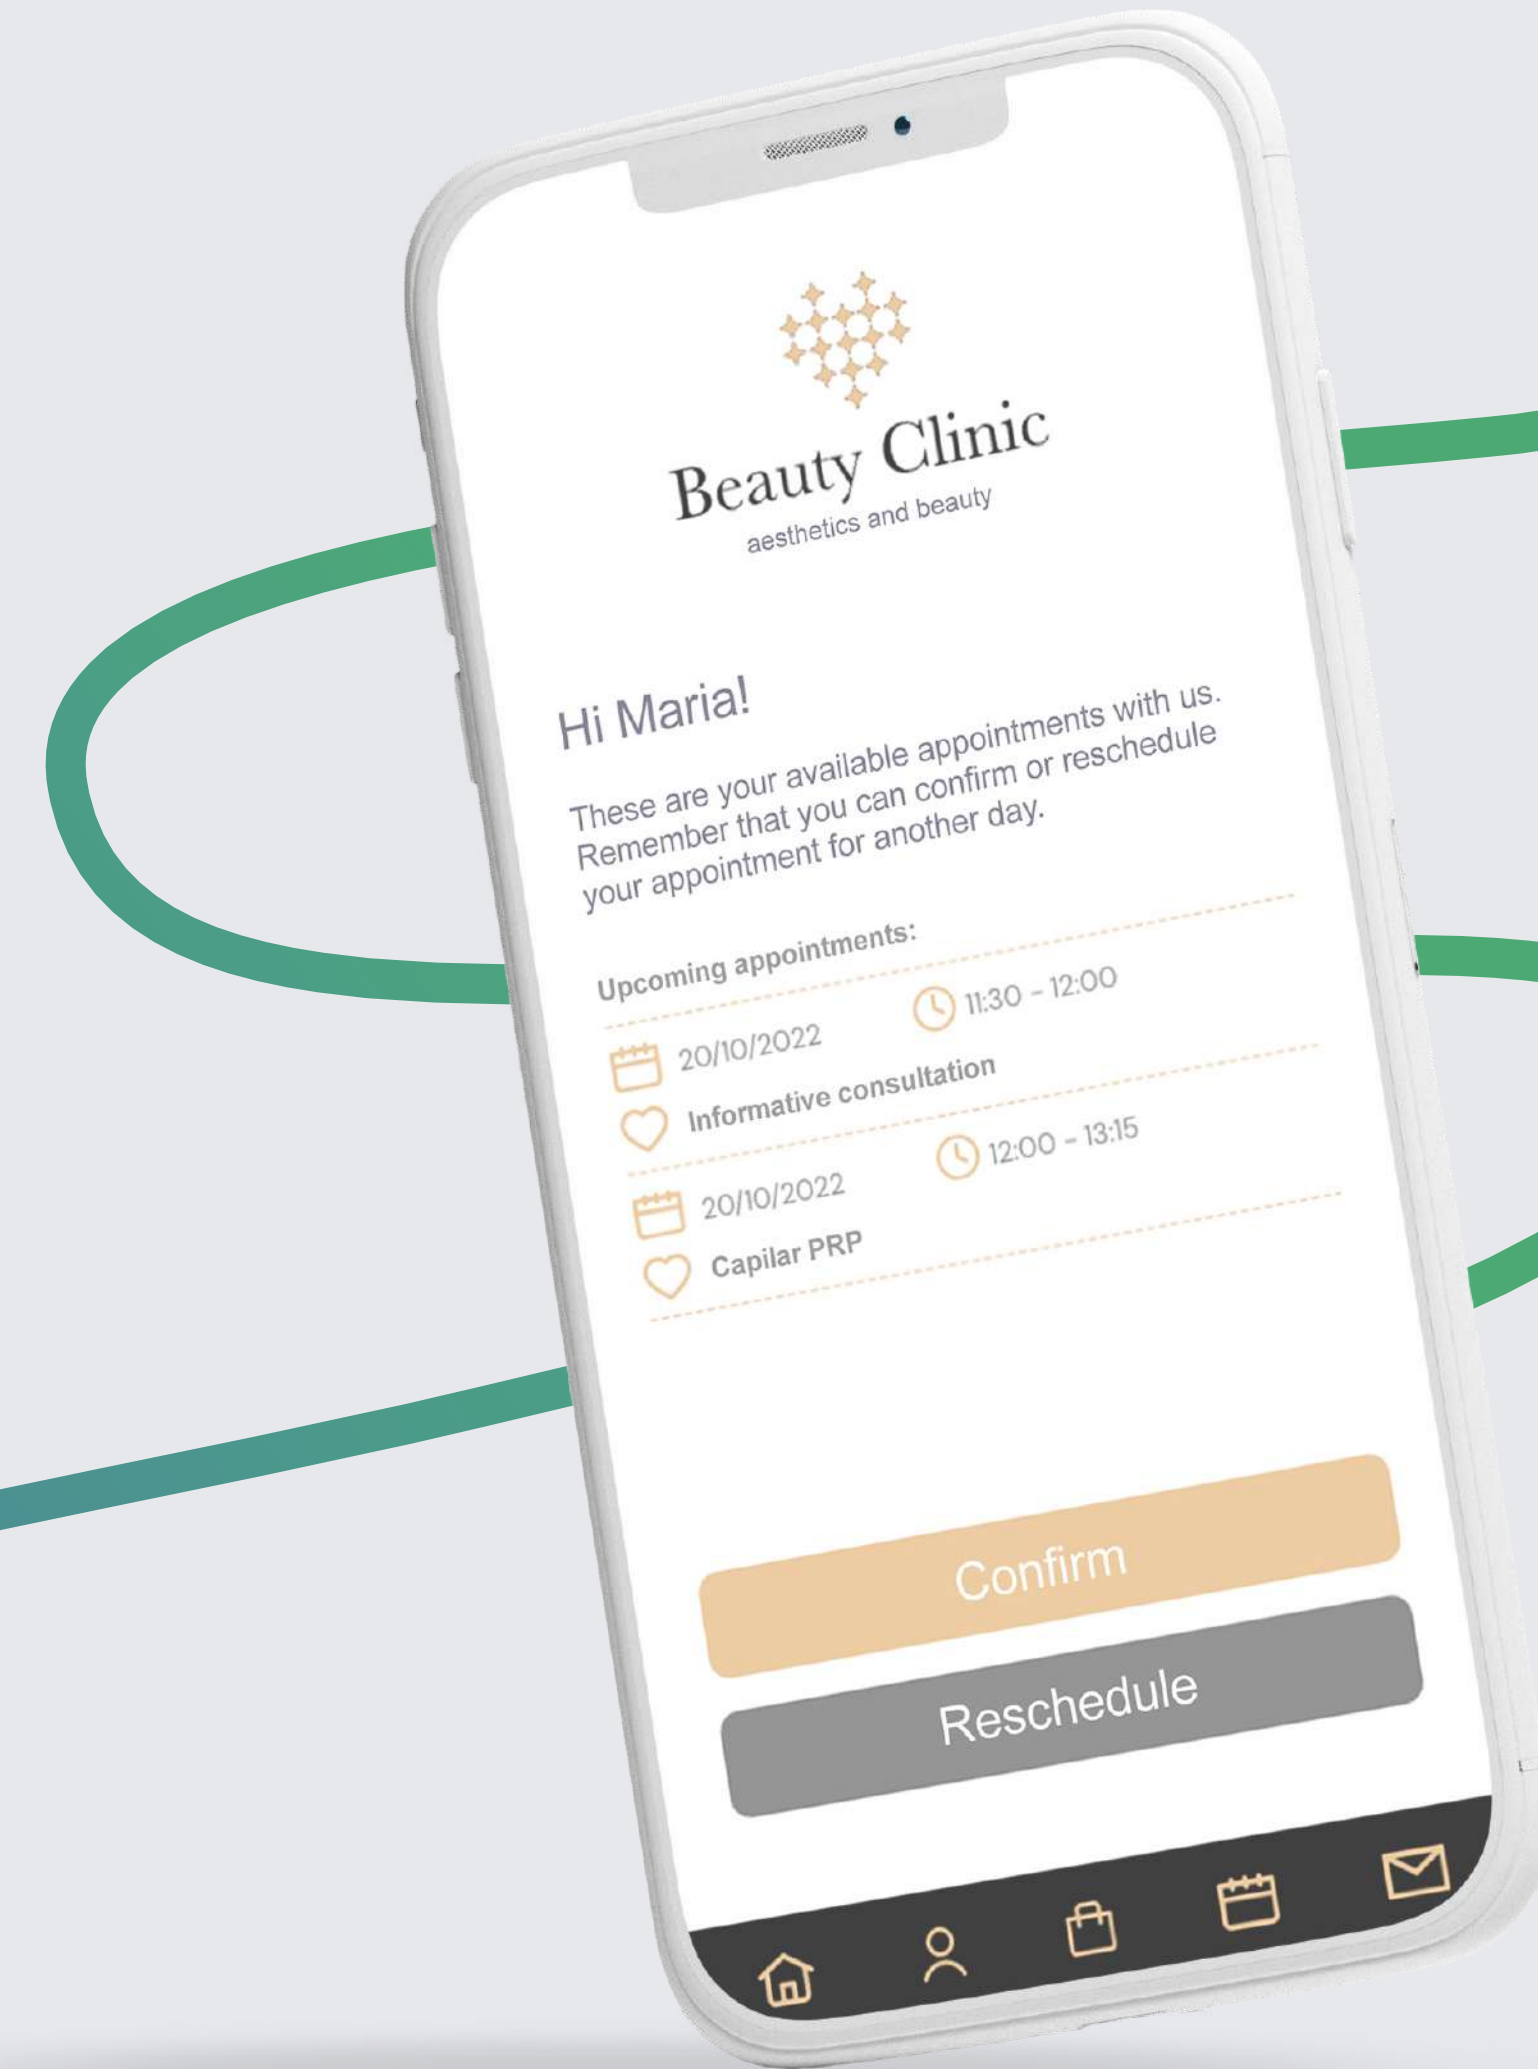 Beauty Clinic
aesthetics and beauty
Hi Maria!
These are your available appointments with us.
Remember that you can confirm or reschedule
your appointment for another day.
Upcoming appointments:
20/10/2022 11:30 - 12:00
Informative consultation
20/10/2022 12:00 - 13:15
Capilar PRP
Confirm
Reschedule